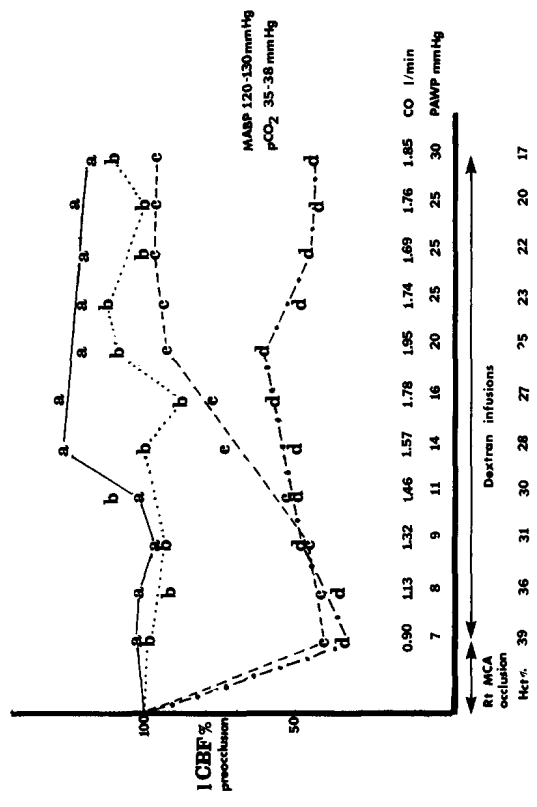 MABP 120-130mmHg
pCO2 35-38 mmHg
a a a a a a a a a a a
b b b b b b b b b b b
c c c c c c c c c c c
d d d d d d d d d d d
100
50
l CBF %
preocclusion
0.90 1.13 1.32 1.46 1.57 1.78 1.95 1.74 1.69 1.76 1.85 CO l/min
7 8 9 11 14 16 20 25 25 25 30 PAWP mmHg
Rt MCA
occlusion
Dextran infusions
Hct % 39 36 31 30 28 27 25 23 22 20 17